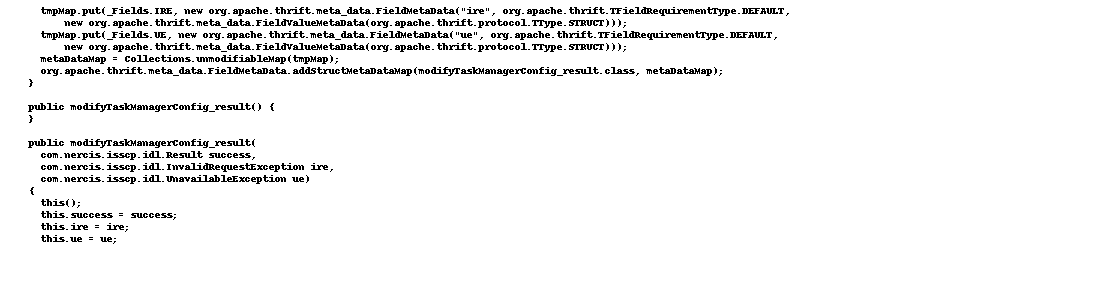 tmpMap.put(_Fields.IRE, new org.apache.thrift.meta_data.FieldMetaData("ire", org.apache.thrift.TFieldRequirementType.DEFAULT,
new org.apache.thrift.meta_data.FieldValueMetaData(org.apache.thrift.protocol.TType.STRUCT)));
tmpMap.put(_Fields.UE, new org.apache.thrift.meta_data.FieldMetaData("ue", org.apache.thrift.TFieldRequirementType.DEFAULT,
new org.apache.thrift.meta_data.FieldValueMetaData(org.apache.thrift.protocol.TType.STRUCT)));
metaDataMap = Collections.unmodifiableMap(tmpMap);
org.apache.thrift.meta_data.FieldMetaData.addStructMetaDataMap(modifyTaskManagerConfig_result.class, metaDataMap);
}
public modifyTaskManagerConfig_result() {
}
public modifyTaskManagerConfig_result(
com.nercis.isscp.idl.Result success,
com.nercis.isscp.idl.InvalidRequestException ire,
com.nercis.isscp.idl.UnavailableException ue)
{
this();
this.success = success;
this.ire = ire;
this.ue = ue;